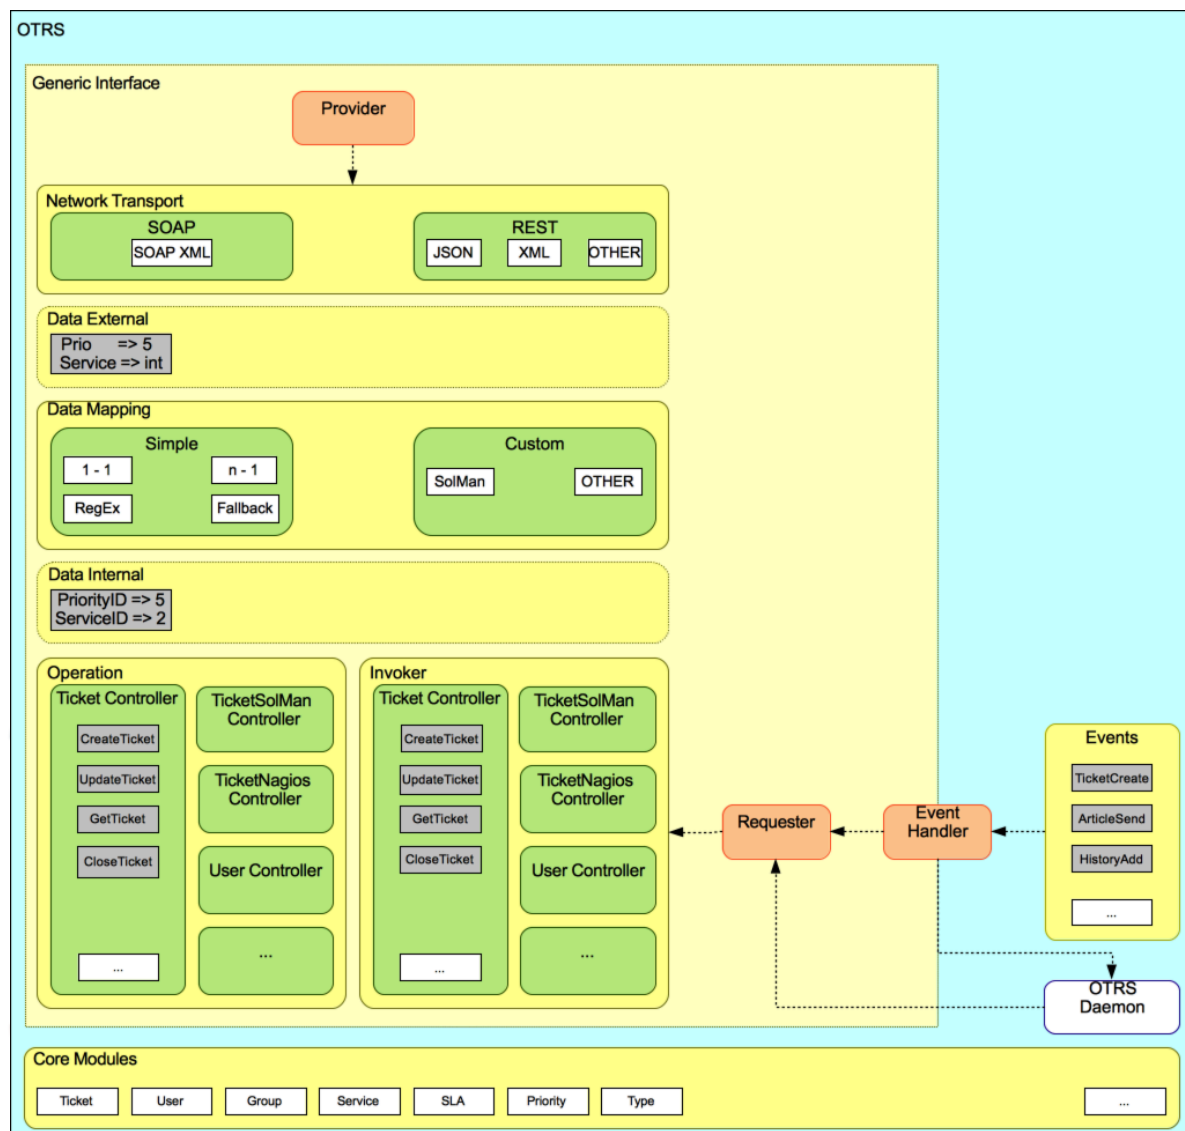 OTRS
Generic Interface
Provider
Network Transport
SOAP
SOAP XML
REST
JSON
XML
OTHER
Data External
Prio => 5
Service => int
Data Mapping
Simple
1 - 1
n - 1
RegEx
Fallback
Custom
SolMan
OTHER
Data Internal
PriorityID => 5
ServiceID => 2
Operation
Ticket Controller
CreateTicket
UpdateTicket
GetTicket
CloseTicket
...
TicketSolMan
Controller
TicketNagios
Controller
User Controller
...
Invoker
Ticket Controller
CreateTicket
UpdateTicket
GetTicket
CloseTicket
...
TicketSolMan
Controller
TicketNagios
Controller
User Controller
...
Requester
Event
Handler
Events
TicketCreate
ArticleSend
HistoryAdd
...
OTRS
Daemon
Core Modules
Ticket
User
Group
Service
SLA
Priority
Type
...